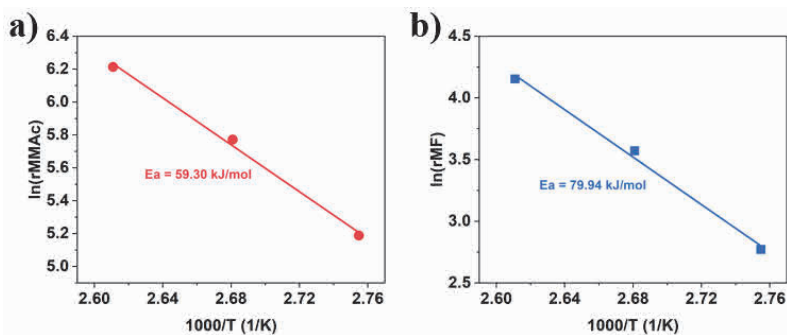 a)
6.4
6.2
6.0
5.8
5.6
5.4
5.2
5.0
ln(rMMAc)
Ea = 59.30 kJ/mol
2.60 2.64 2.68 2.72 2.76
1000/T (1/K)
b)
4.5
4.0
3.5
3.0
2.5
ln(rMF)
Ea = 79.94 kJ/mol
2.60 2.64 2.68 2.72 2.76
1000/T (1/K)